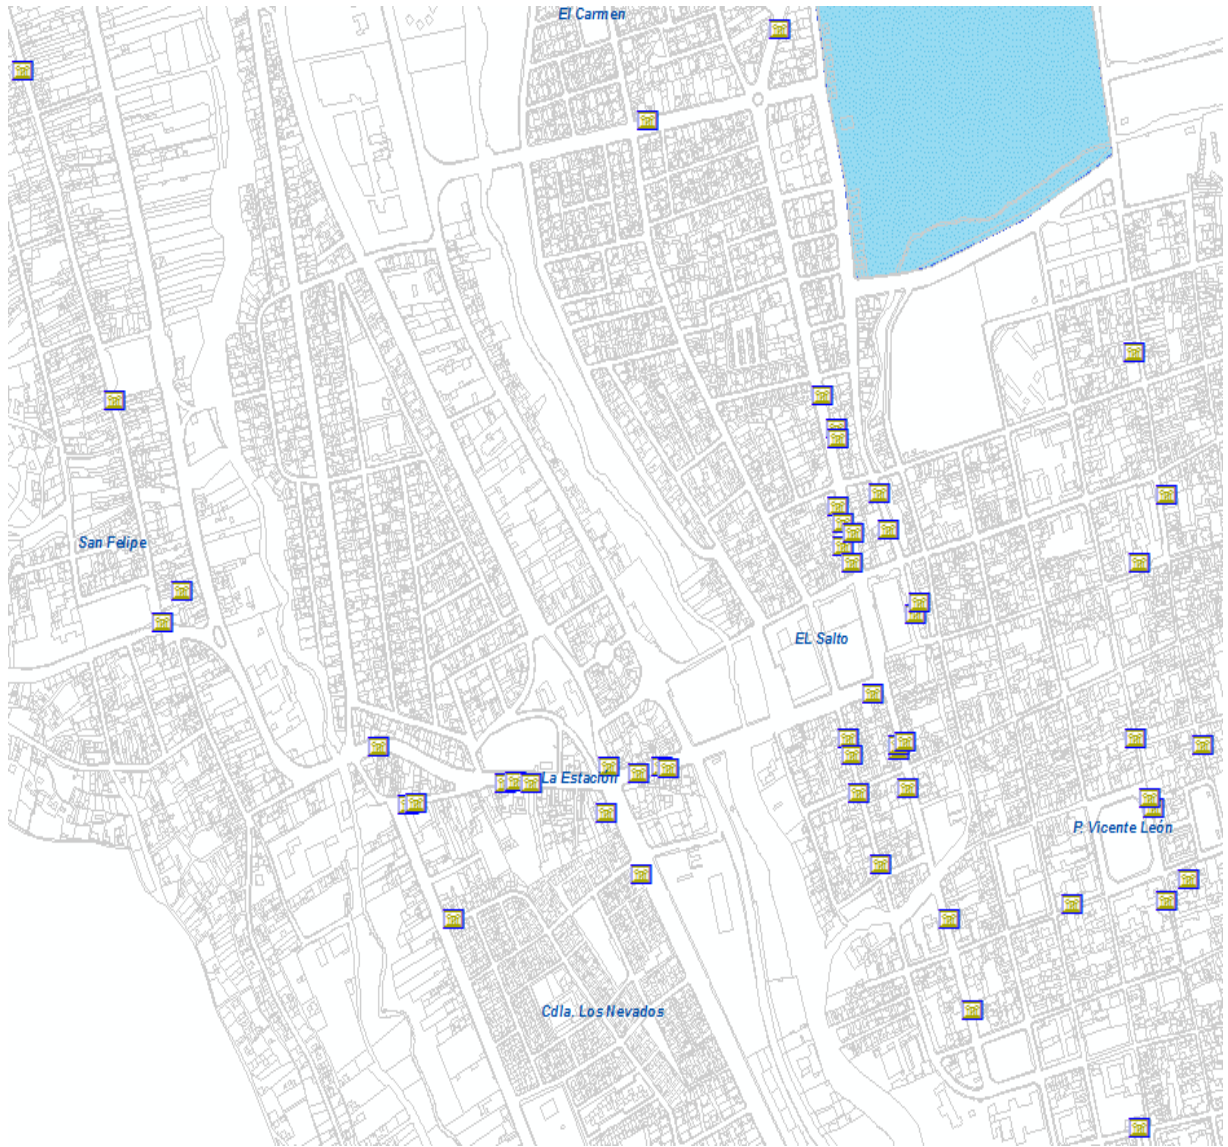 El Carmen
San Felipe
EL Salto
La Estación
P. Vicente León
Cdla. Los Nevados